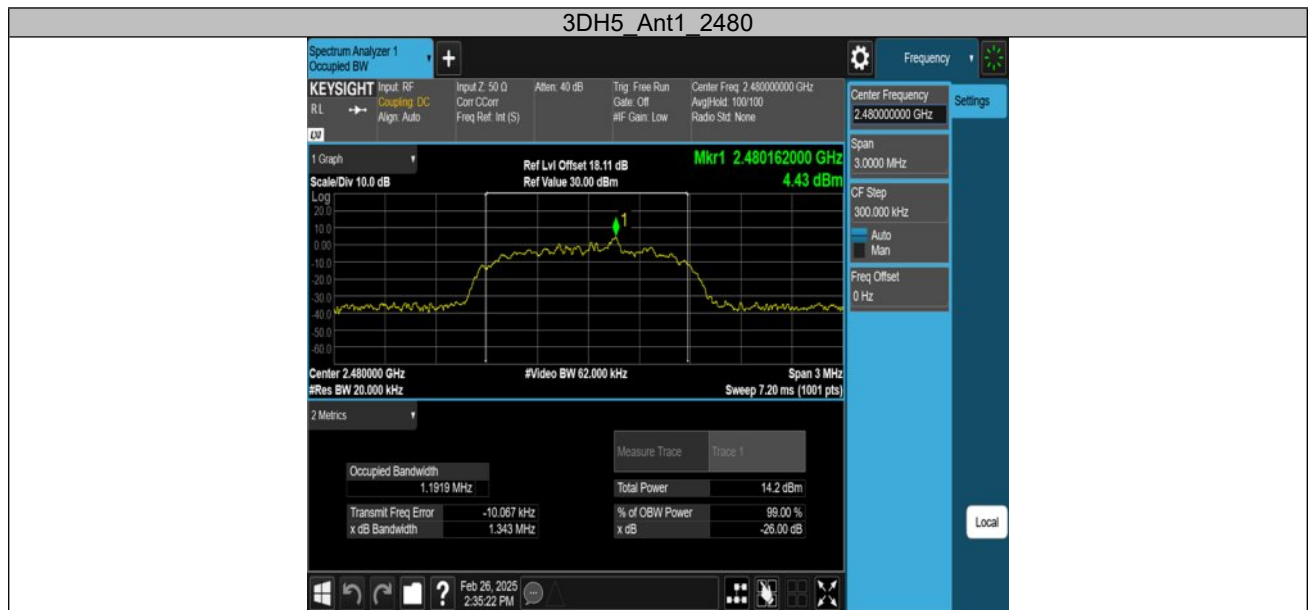 3DH5_Ant1_2480
Spectrum Analyzer 1
Occupied BW
+
Frequency
KEYSIGHT
RL
LXI
Input: RF
Coupling: DC
Align: Auto
Input Z: 50 Ω
Corr CCorr
Freq Ref: Int (S)
Atten: 40 dB
Trig: Free Run
Gate: Off
#IF Gain: Low
Center Freq: 2.480000000 GHz
Avg|Hold: 100/100
Radio Std: None
Center Frequency
2.480000000 GHz
Settings
Span
3.0000 MHz
CF Step
300.000 kHz
Auto
Man
Freq Offset
0 Hz
Local
1 Graph
Scale/Div 10.0 dB
Ref Lvl Offset 18.11 dB
Ref Value 30.00 dBm
Mkr1 2.480162000 GHz
4.43 dBm
Log
20.0
10.0
0.00
-10.0
-20.0
-30.0
-40.0
-50.0
-60.0
1
Center 2.480000 GHz
#Res BW 20.000 kHz
#Video BW 62.000 kHz
Span 3 MHz
Sweep 7.20 ms (1001 pts)
2 Metrics
Measure Trace Trace 1
Occupied Bandwidth
1.1919 MHz
Total Power 14.2 dBm
Transmit Freq Error -10.067 kHz
% of OBW Power 99.00 %
x dB Bandwidth 1.343 MHz
x dB -26.00 dB
?
Feb 26, 2025
2:35:22 PM